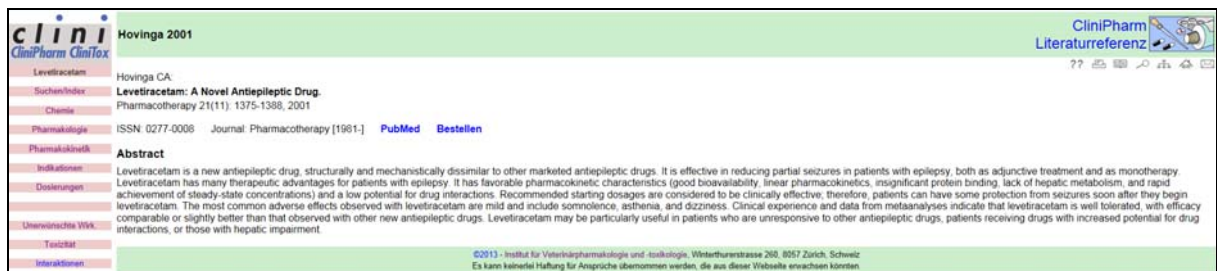 clini
CliniPharm CliniTox
Hovinga 2001
CliniPharm
Literaturreferenz
??
Levetiracetam
Suchen/Index
Chemie
Pharmakologie
Pharmakokinetik
Indikationen
Dosierungen
Unerwünschte Wirk.
Toxizität
Interaktionen
Hovinga CA:
Levetiracetam: A Novel Antiepileptic Drug.
Pharmacotherapy 21(11): 1375-1388, 2001
ISSN: 0277-0008 Journal: Pharmacotherapy [1981-] PubMed Bestellen
Abstract
Levetiracetam is a new antiepileptic drug, structurally and mechanistically dissimilar to other marketed antiepileptic drugs. It is effective in reducing partial seizures in patients with epilepsy, both as adjunctive treatment and as monotherapy.
Levetiracetam has many therapeutic advantages for patients with epilepsy. It has favorable pharmacokinetic characteristics (good bioavailability, linear pharmacokinetics, insignificant protein binding, lack of hepatic metabolism, and rapid
achievement of steady-state concentrations) and a low potential for drug interactions. Recommended starting dosages are considered to be clinically effective; therefore, patients can have some protection from seizures soon after they begin
levetiracetam. The most common adverse effects observed with levetiracetam are mild and include somnolence, asthenia, and dizziness. Clinical experience and data from metaanalyses indicate that levetiracetam is well tolerated, with efficacy
comparable or slightly better than that observed with other new antiepileptic drugs. Levetiracetam may be particularly useful in patients who are unresponsive to other antiepileptic drugs, patients receiving drugs with increased potential for drug
interactions, or those with hepatic impairment.
©2013 - Institut für Veterinärpharmakologie und -toxikologie, Winterthurerstrasse 260, 8057 Zürich, Schweiz
Es kann keinerlei Haftung für Ansprüche übernommen werden, die aus dieser Webseite erwachsen könnten.